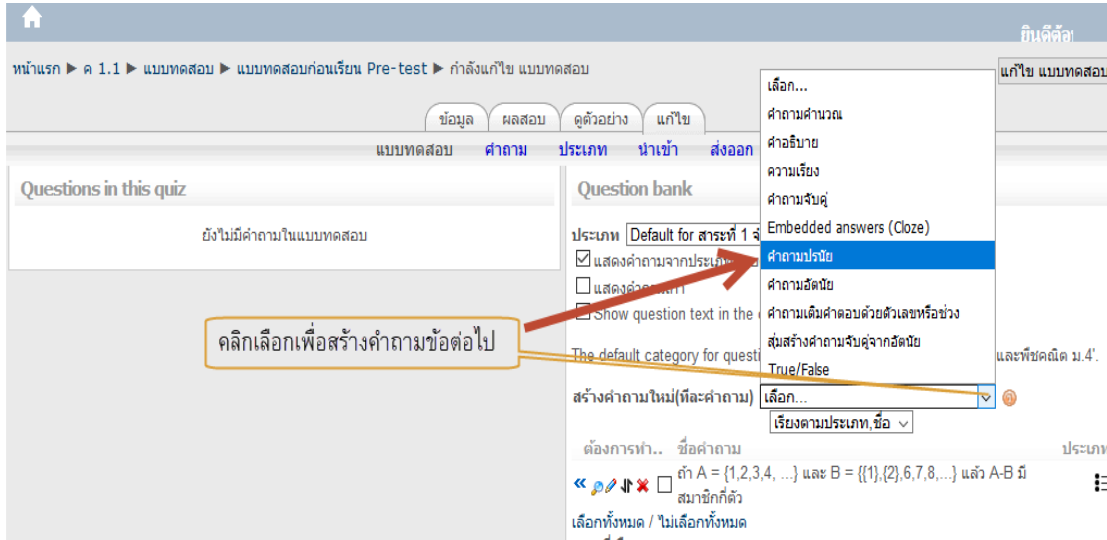 ยินดีต้อ
หน้าแรก ▶ ค 1.1 ▶ แบบทดสอบ ▶ แบบทดสอบก่อนเรียน Pre-test ▶ กำลังแก้ไข แบบทดสอบ
แก้ไข แบบทดสอบ
ข้อมูล ผลสอบ ดูตัวอย่าง แก้ไข
แบบทดสอบ คำถาม ประเภท นำเข้า ส่งออก
Questions in this quiz
ยังไม่มีคำถามในแบบทดสอบ
Question bank
ประเภท Default for สาระที่ 1
แสดงคำถามจากประเภท
แสดงคำถามเก่า
Show question text in the
The default category for questi
และพีชคณิต ม.4'.
เลือก...
คำถามคำนวณ
คำอธิบาย
ความเรียง
คำถามจับคู่
Embedded answers (Cloze)
คำถามปรนัย
คำถามอัตนัย
คำถามเติมคำตอบด้วยตัวเลขหรือช่วง
สุ่มสร้างคำถามจับคู่จากอัตนัย
True/False
คลิกเลือกเพื่อสร้างคำถามข้อต่อไป
สร้างคำถามใหม่(ทีละคำถาม) เลือก...
เรียงตามประเภท,ชื่อ
ต้องการทำ.. ชื่อคำถาม ประเภท
ถ้า A = {1,2,3,4, ...} และ B = {{1},{2},6,7,8,...} แล้ว A-B มี
สมาชิกกี่ตัว
เลือกทั้งหมด / ไม่เลือกทั้งหมด